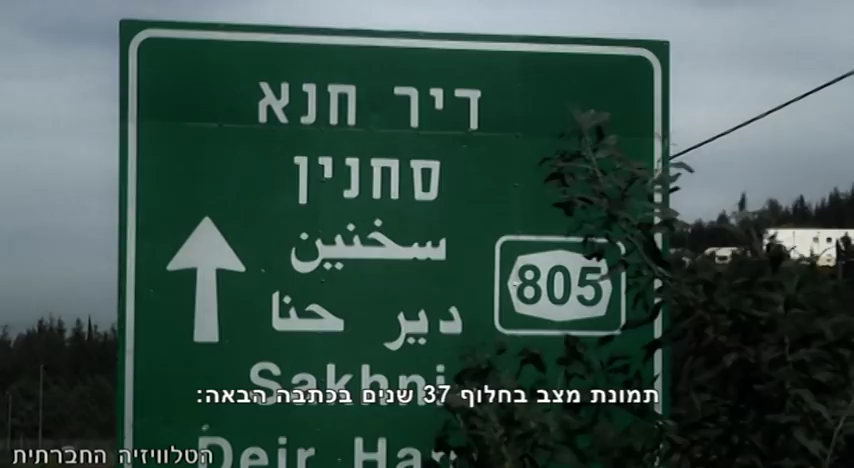 דיר חנא
סחנין
سخنين
دير حنا
805
Sakhni
תמונת מצב בחלוף 37 שנים בכתבה הבאה:
Deir Ha
הטלוויזיה החברתית